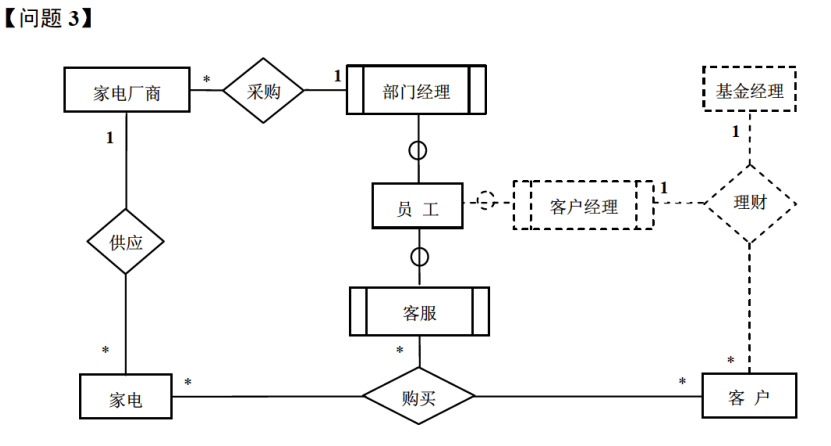 【问题 3】
家电厂商
*
采购
1
部门经理
基金经理
1
1
员 工
客户经理
1
理财
供应
客服
*
*
*
家电
*
购买
*
客 户